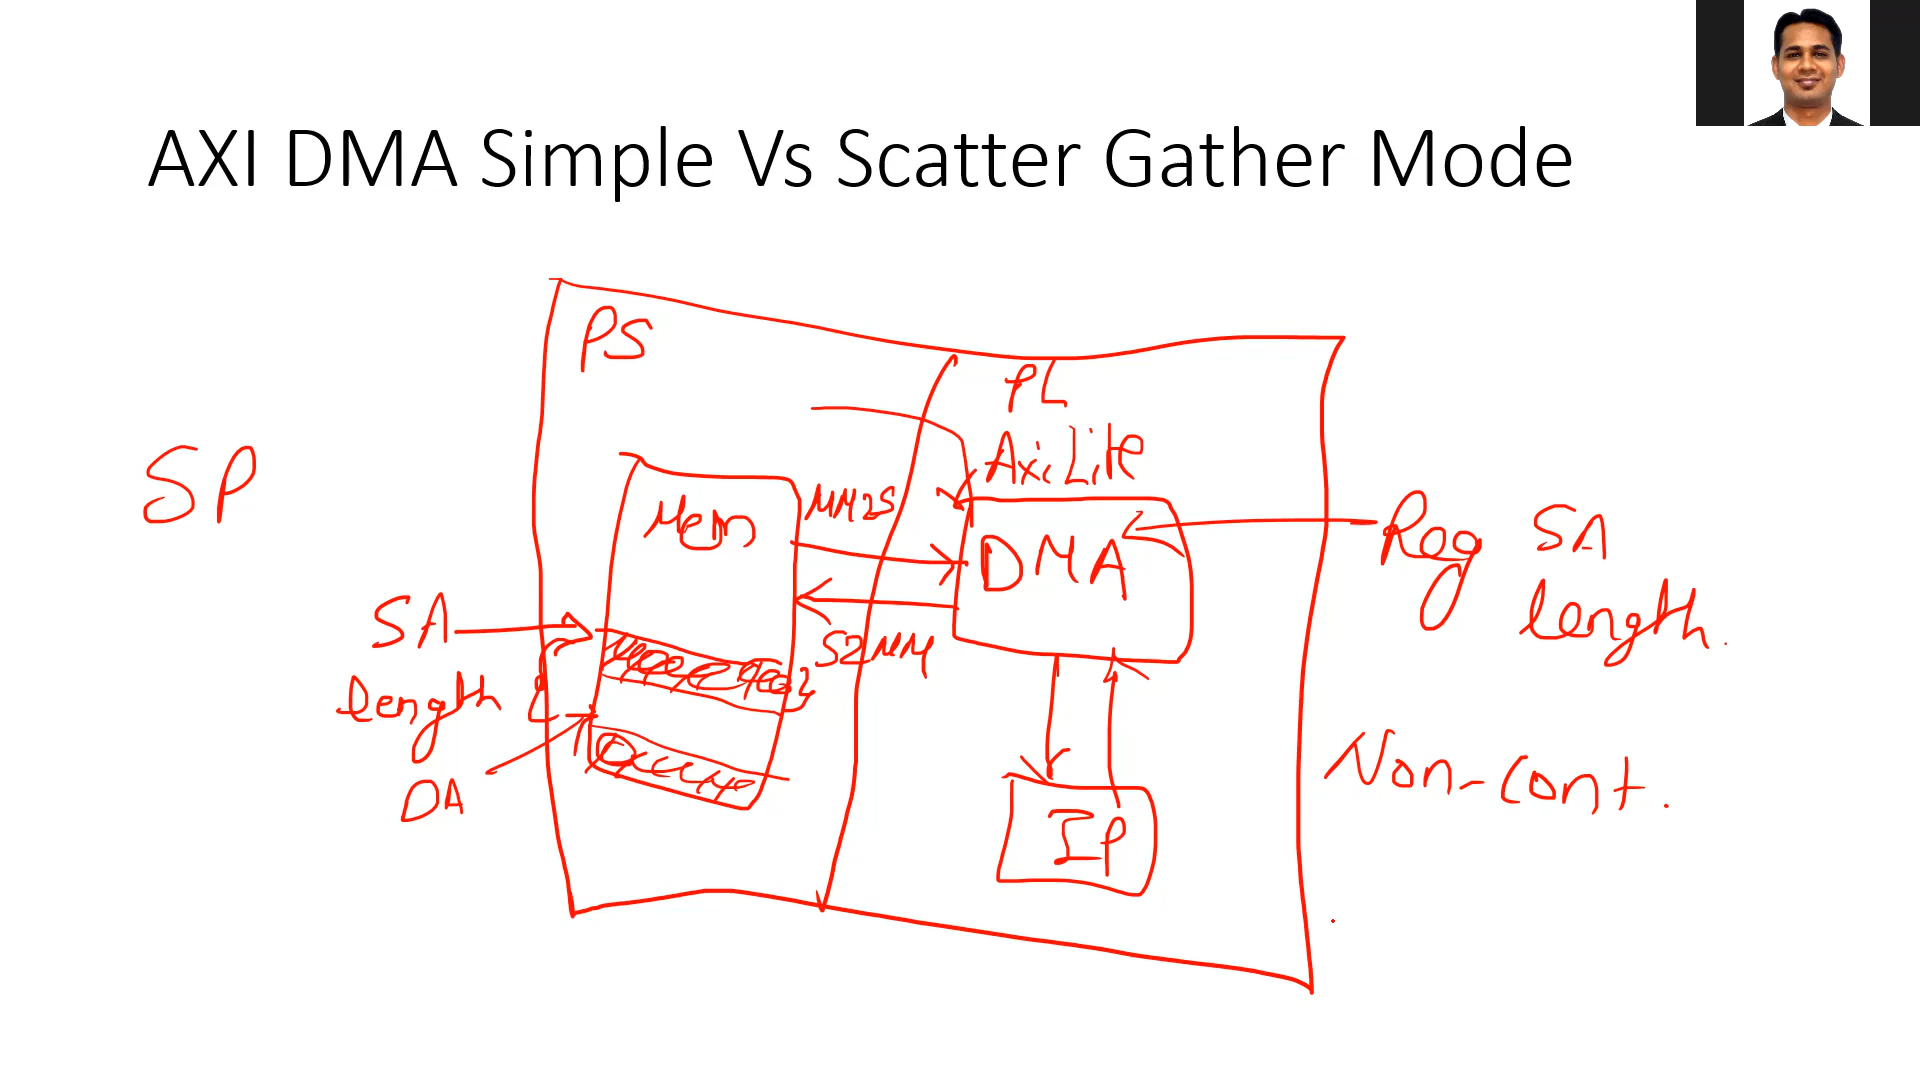 AXI DMA Simple Vs Scatter Gather Mode
PS
PL
Axi Lite
SP
Mem
MM2S
DMA
Reg SA
length.
SA
S2MM
length
DA
Non-cont.
IP